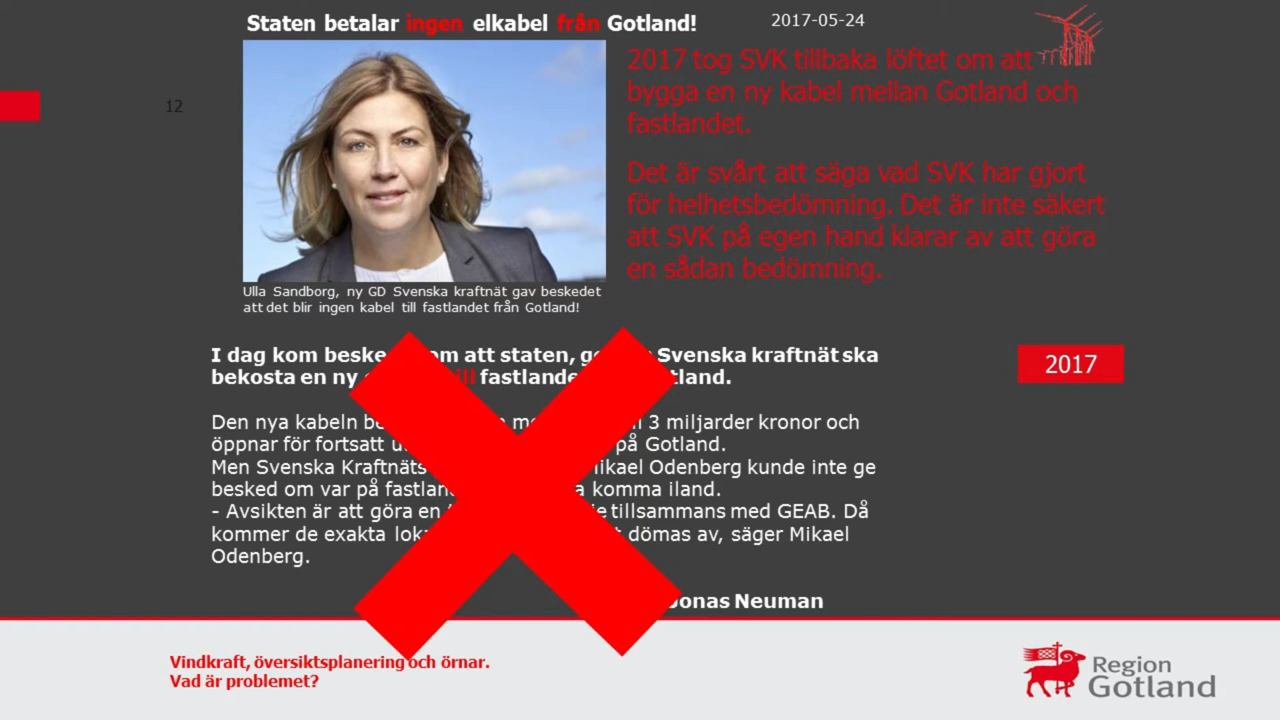 Staten betalar ingen elkabel från Gotland!
2017-05-24
12
2017 tog SVK tillbaka löftet om att
bygga en ny kabel mellan Gotland och
fastlandet.
Det är svårt att säga vad SVK har gjort
för helhetsbedömning. Det är inte säkert
att SVK på egen hand klarar av att göra
en sådan bedömning.
Ulla Sandborg, ny GD Svenska kraftnät gav beskedet
att det blir ingen kabel till fastlandet från Gotland!
I dag kom att staten, Svenska kraftnät ska
bekosta en ny
Den nya kabeln 3 miljarder kronor och
öppnar för fortsatt på Gotland.
Men Svenska Kraftnäts Mikael Odenberg kunde inte ge
besked om var på komma iland.
- Avsikten är att göra en tillsammans med GEAB. Då
kommer de exakta dömas av, säger Mikael
Odenberg.
Jonas Neuman
2017
Vindkraft, översiktsplanering och örnar.
Vad är problemet?
Region
Gotland